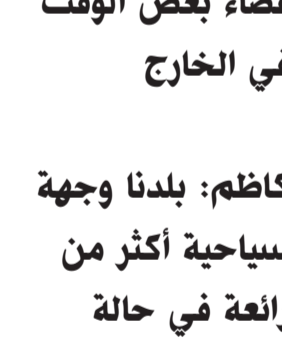 قضاء بعض الوقت
في الخارج
كاظم: بلدنا وجهة
سياحية أكثر من
رائعة في حالة